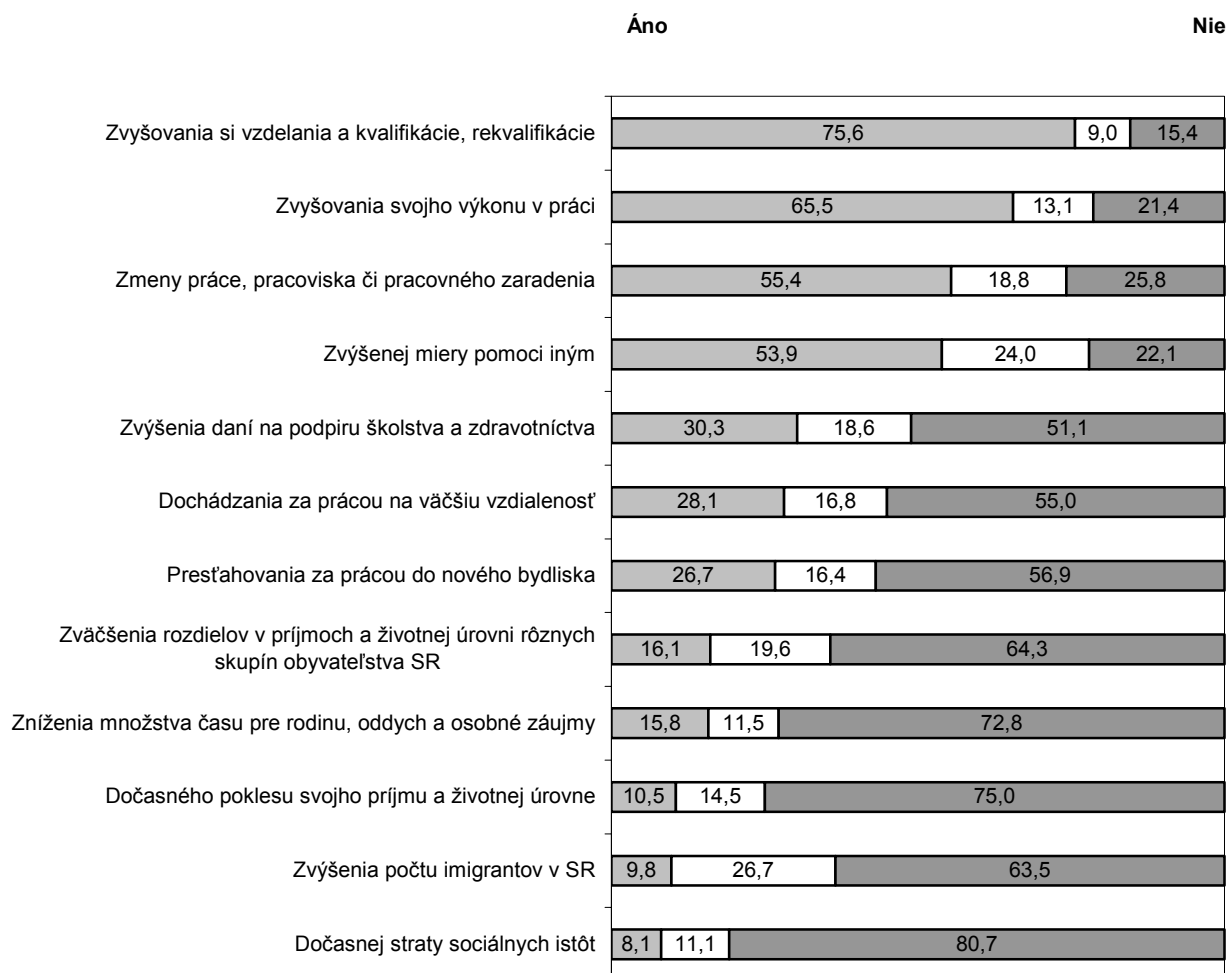 Áno Nie
Zvyšovania si vzdelania a kvalifikácie, rekvalifikácie 75,6 9,0 15,4
Zvyšovania svojho výkonu v práci 65,5 13,1 21,4
Zmeny práce, pracoviska či pracovného zaradenia 55,4 18,8 25,8
Zvýšenej miery pomoci iným 53,9 24,0 22,1
Zvýšenia daní na podpiru školstva a zdravotníctva 30,3 18,6 51,1
Dochádzania za prácou na väčšiu vzdialenosť 28,1 16,8 55,0
Presťahovania za prácou do nového bydliska 26,7 16,4 56,9
Zväčšenia rozdielov v príjmoch a životnej úrovni rôznych
skupín obyvateľstva SR 16,1 19,6 64,3
Zníženia množstva času pre rodinu, oddych a osobné záujmy 15,8 11,5 72,8
Dočasného poklesu svojho príjmu a životnej úrovne 10,5 14,5 75,0
Zvýšenia počtu imigrantov v SR 9,8 26,7 63,5
Dočasnej straty sociálnych istôt 8,1 11,1 80,7